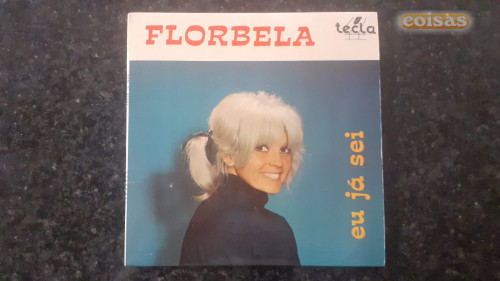 FLORBELA
tecla
coisas
eu já sei